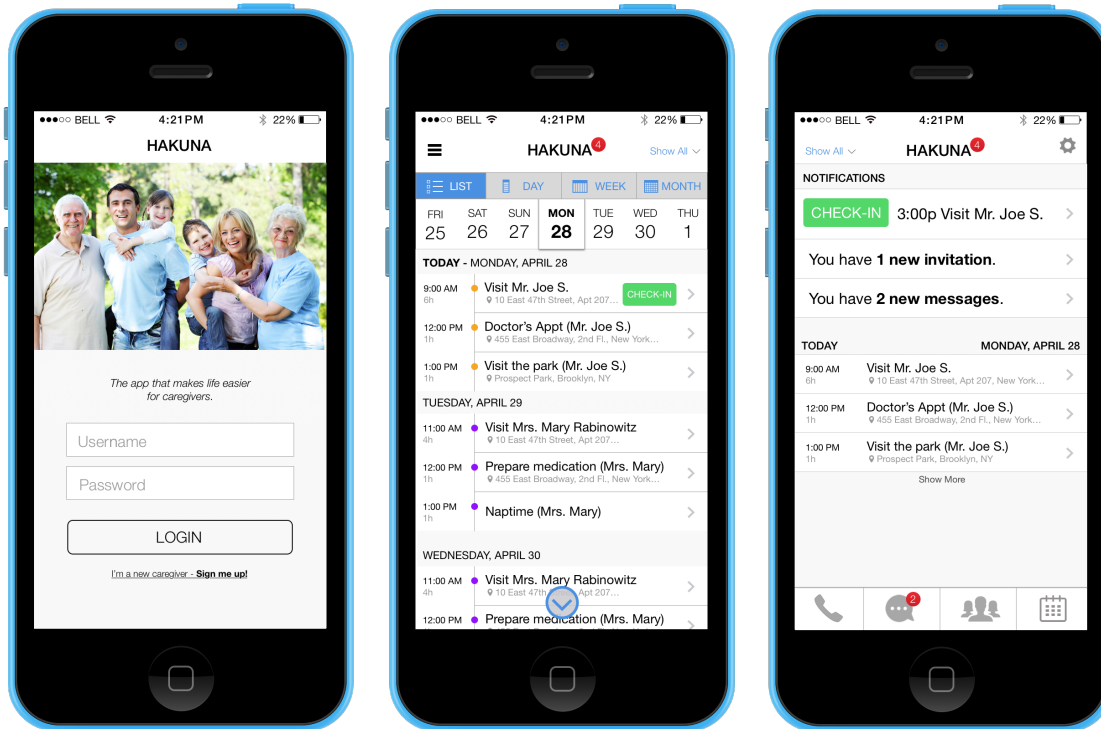 BELL
4:21PM
22%
HAKUNA
The app that makes life easier
for caregivers.
Username
Password
LOGIN
I'm a new caregiver - Sign me up!
BELL
4:21PM
22%
HAKUNA
4
Show All
LIST
DAY
WEEK
MONTH
FRI SAT SUN MON TUE WED THU
25 26 27 28 29 30 1
TODAY - MONDAY, APRIL 28
9:00 AM Visit Mr. Joe S.
6h 10 East 47th Street, Apt 207...
CHECK-IN
12:00 PM Doctor's Appt (Mr. Joe S.)
1h 455 East Broadway, 2nd Fl., New York...
1:00 PM Visit the park (Mr. Joe S.)
1h Prospect Park, Brooklyn, NY
TUESDAY, APRIL 29
11:00 AM Visit Mrs. Mary Rabinowitz
4h 10 East 47th Street, Apt 207...
12:00 PM Prepare medication (Mrs. Mary)
1h 455 East Broadway, 2nd Fl., New York...
1:00 PM Naptime (Mrs. Mary)
1h
WEDNESDAY, APRIL 30
11:00 AM Visit Mrs. Mary Rabinowitz
4h 10 East 47th Apt 207...
12:00 PM Prepare medication (Mrs. Mary)
BELL
4:21PM
22%
Show All
HAKUNA
4
NOTIFICATIONS
CHECK-IN 3:00p Visit Mr. Joe S.
You have 1 new invitation.
You have 2 new messages.
TODAY MONDAY, APRIL 28
9:00 AM Visit Mr. Joe S.
6h 10 East 47th Street, Apt 207, New York...
12:00 PM Doctor's Appt (Mr. Joe S.)
1h 455 East Broadway, 2nd Fl., New York...
1:00 PM Visit the park (Mr. Joe S.)
1h Prospect Park, Brooklyn, NY
Show More
2